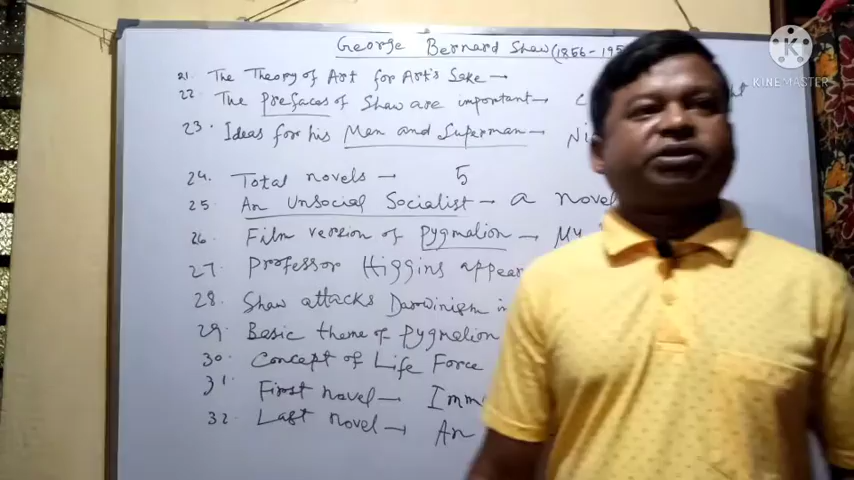 George Bernard Shaw (1856-195
21. The Theory of Art for Art's Sake →
22. The Prefaces of Shaw are important →
23. Ideas for his Man and Superman →
24. Total novels → 5
25. An Unsocial Socialist → a novel
26. Film version of Pygmalion → My
27. Professor Higgins appear
28. Shaw attacks Darwinism in
29. Basic theme of Pygmalion
30. Concept of Life Force
31. First novel → Imm
32. Last novel → An
KINEMASTER